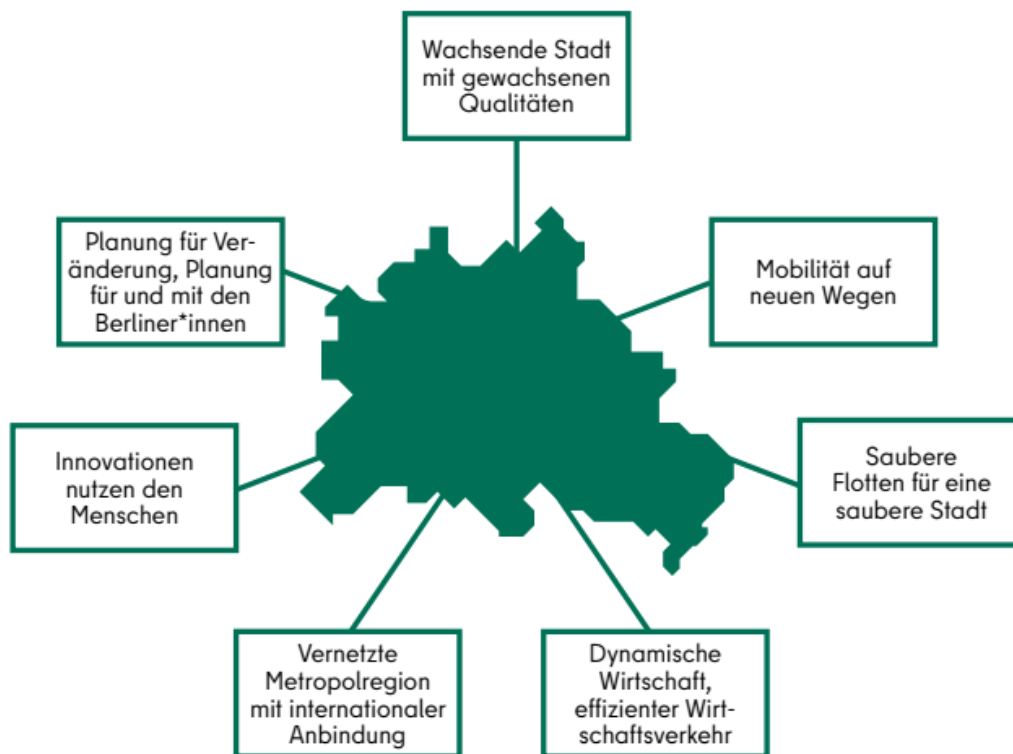 Wachsende Stadt
mit gewachsenen
Qualitäten
Planung für Ver-
änderung, Planung
für und mit den
Berliner*innen
Mobilität auf
neuen Wegen
Innovationen
nutzen den
Menschen
Saubere
Flotten für eine
saubere Stadt
Vernetzte
Metropolregion
mit internationaler
Anbindung
Dynamische
Wirtschaft,
effizienter Wirt-
schaftsverkehr